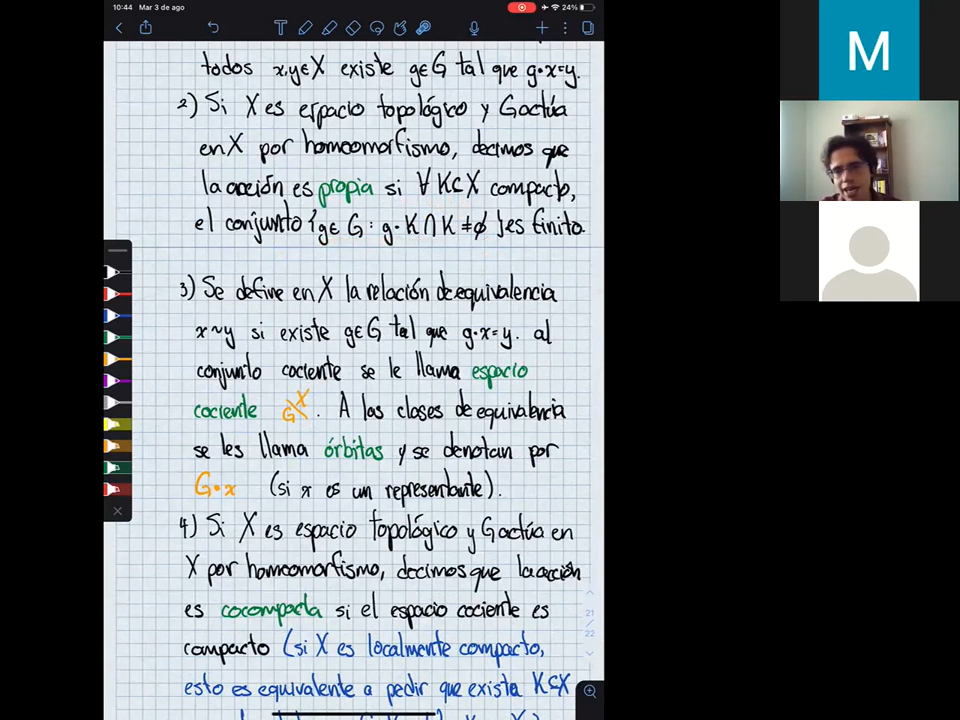 10:44 Mar 3 de ago
24%
todos x,y∈X existe g∈G tal que g·x=y.
2) Si X es espacio topológico y G actúa
en X por homeomorfismo, decimos que
la acción es propia si ∀ K⊂X compacto,
el conjunto {g∈G : g·K ∩ K ≠ ∅} es finito.
3) Se define en X la relación de equivalencia
x~y si existe g∈G tal que g·x=y. al
conjunto cociente se le llama espacio
cociente G\X. A las clases de equivalencia
se les llama órbitas y se denotan por
G·x (si x es un representante).
4) Si X es espacio topológico y G actúa en
X por homeomorfismo, decimos que la acción
es cocompacta si el espacio cociente es
compacto (si X es localmente compacto,
esto es equivalente a pedir que exista K⊂X
21
/
22
M